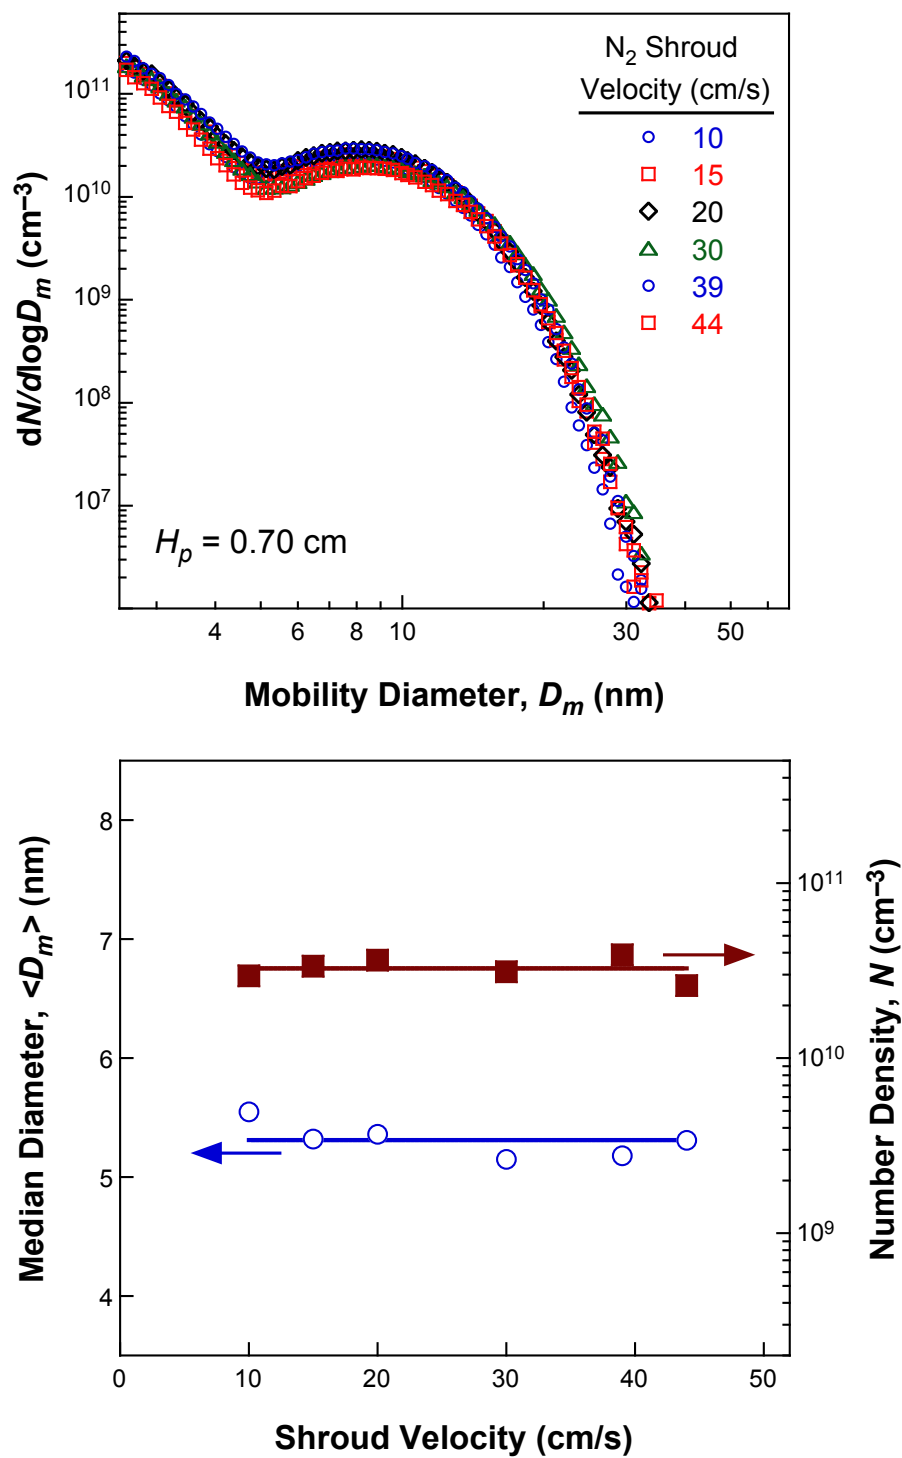 N2 Shroud
Velocity (cm/s)
10
15
20
30
39
44
10¹¹
10¹⁰
10⁹
10⁸
10⁷
dN/dlogDm (cm–3)
Hp = 0.70 cm
4 6 8 10 30 50
Mobility Diameter, Dm (nm)
8
7
6
5
4
Median Diameter, <Dm> (nm)
10¹¹
10¹⁰
10⁹
Number Density, N (cm–3)
0 10 20 30 40 50
Shroud Velocity (cm/s)